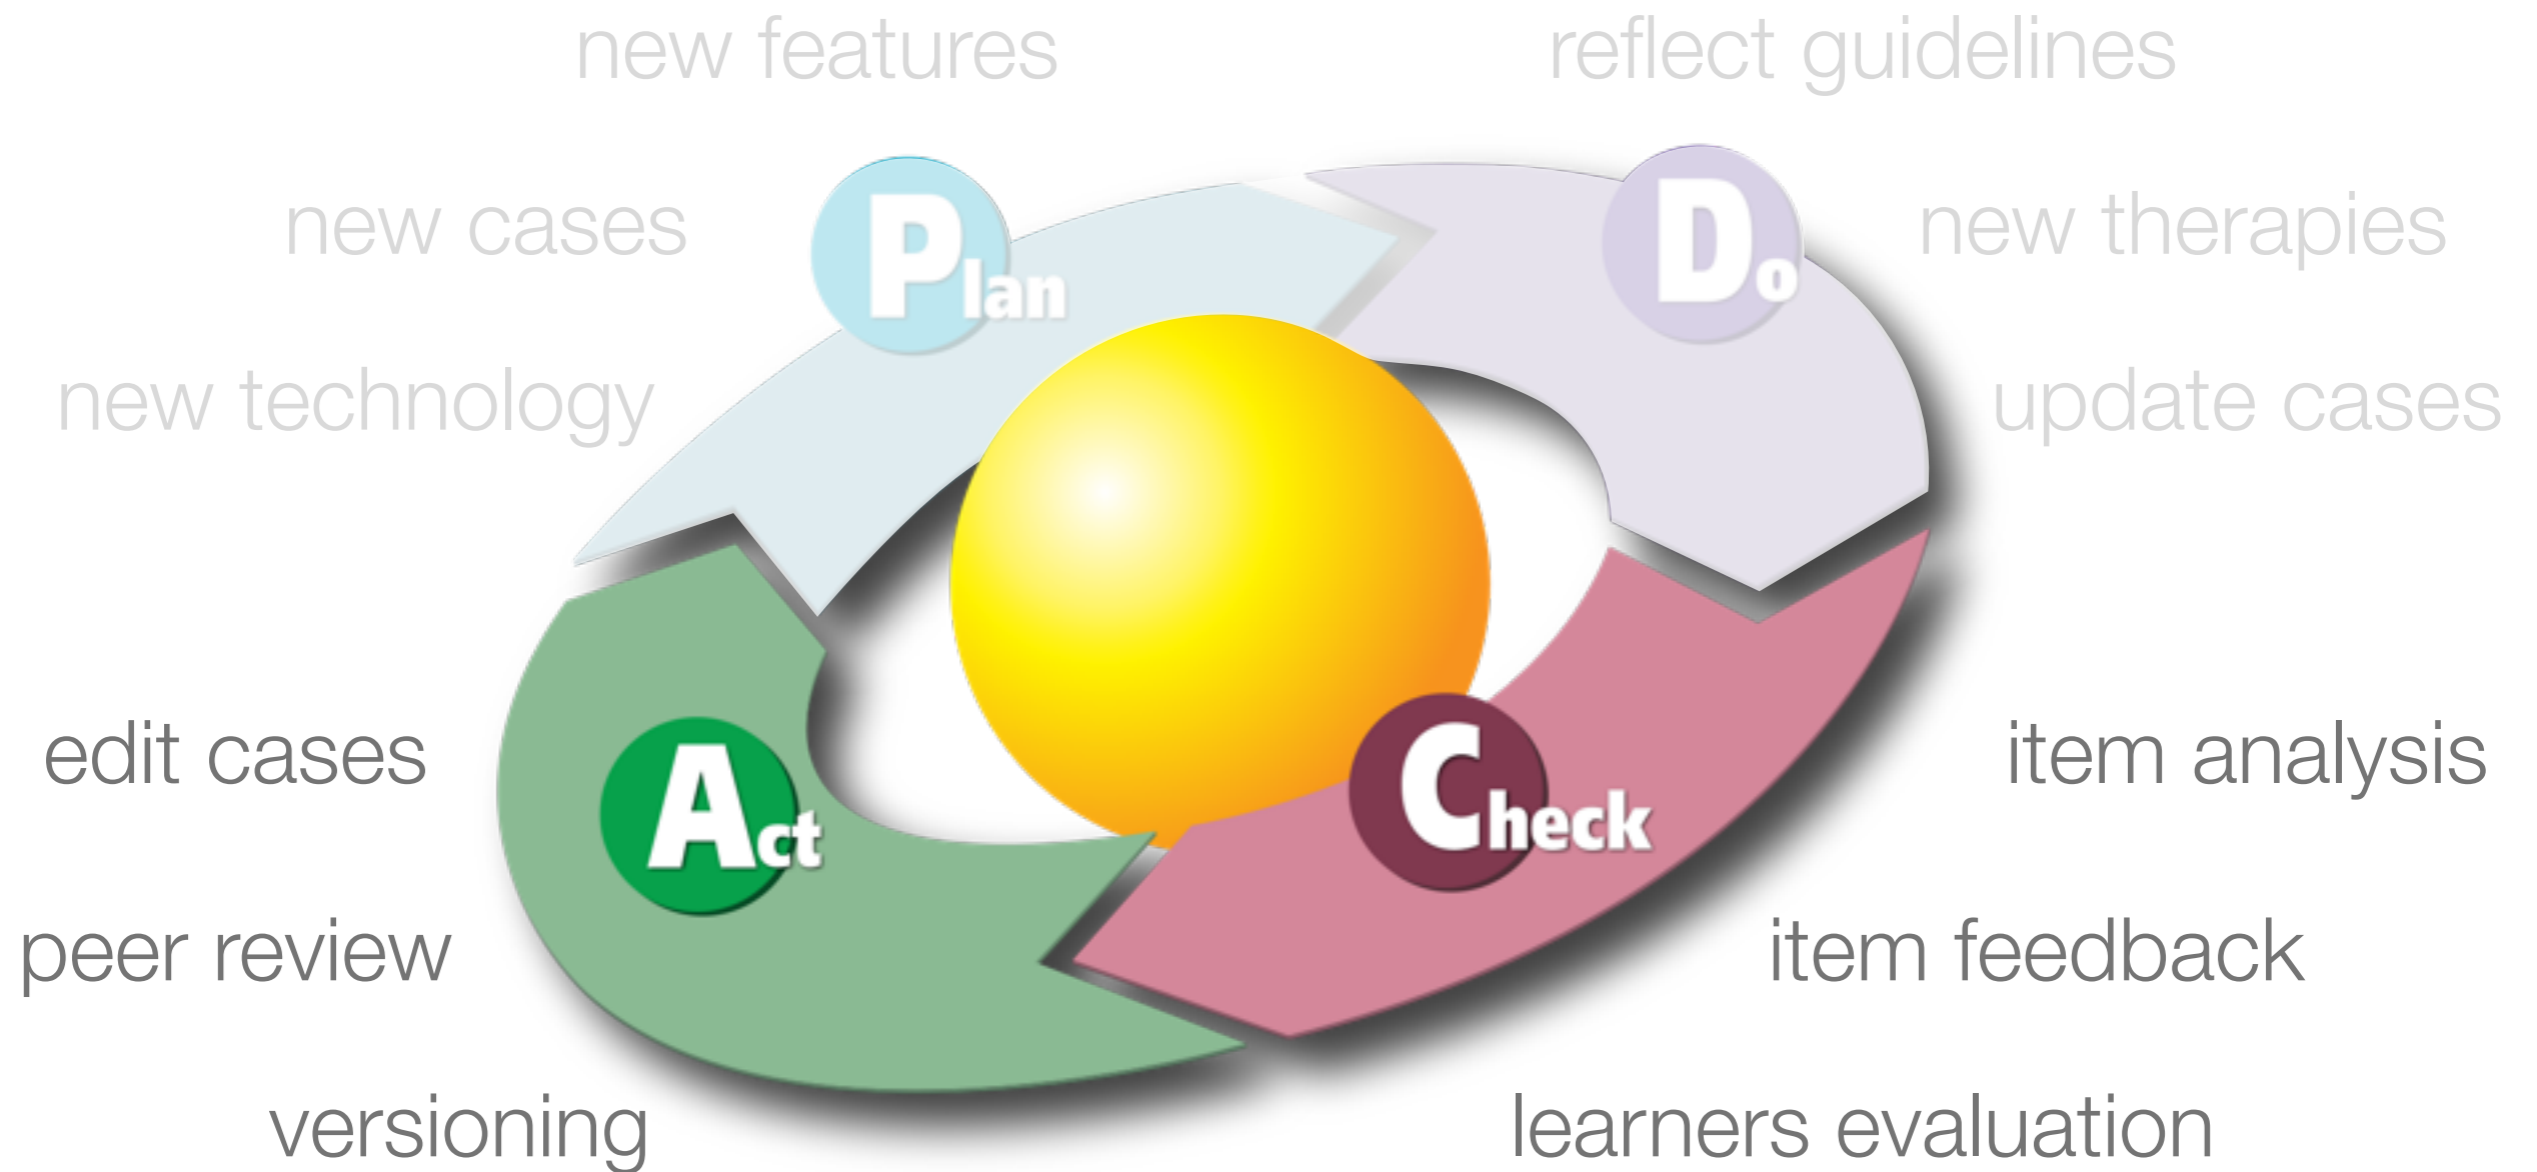 new features
reflect guidelines
new cases
Plan
Do
new therapies
new technology
update cases
edit cases
Act
Check
item analysis
peer review
item feedback
versioning
learners evaluation